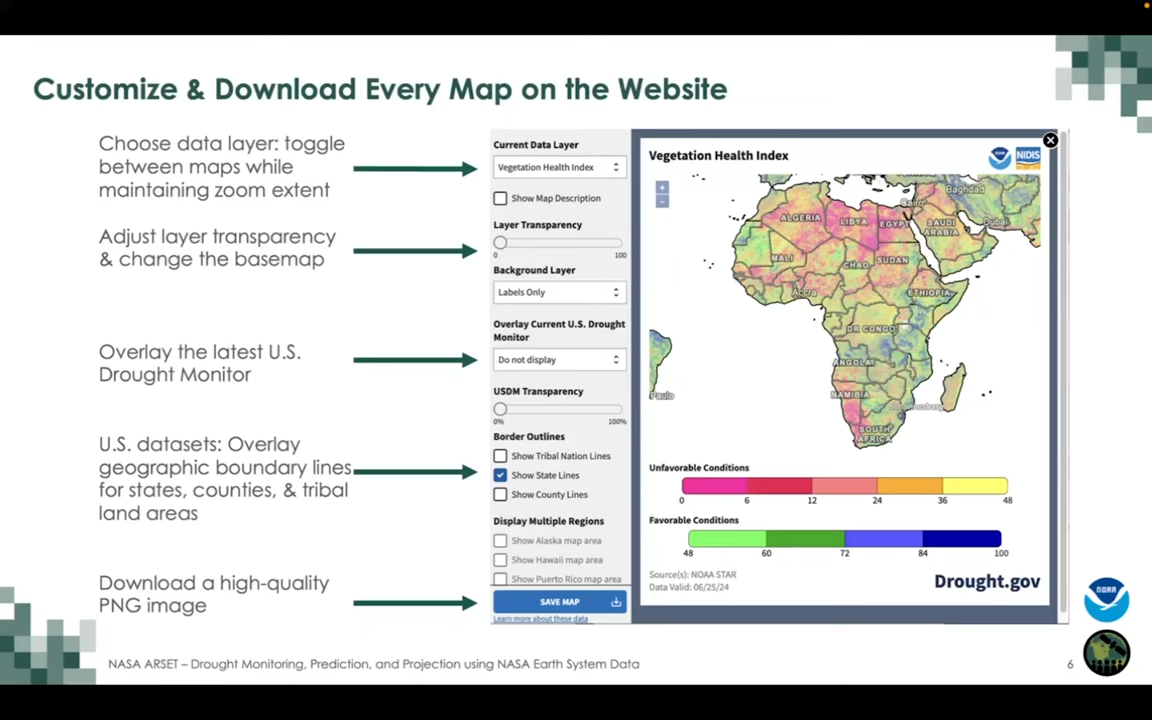 Customize & Download Every Map on the Website
Choose data layer: toggle
between maps while
maintaining zoom extent
Adjust layer transparency
& change the basemap
Overlay the latest U.S.
Drought Monitor
U.S. datasets: Overlay
geographic boundary lines
for states, counties, & tribal
land areas
Download a high-quality
PNG image
Current Data Layer
Vegetation Health Index
Show Map Description
Layer Transparency
0 100
Background Layer
Labels Only
Overlay Current U.S. Drought
Monitor
Do not display
USDM Transparency
0% 100%
Border Outlines
Show Tribal Nation Lines
Show State Lines
Show County Lines
Display Multiple Regions
Show Alaska map area
Show Hawaii map area
Show Puerto Rico map area
SAVE MAP
Learn more about these data
Vegetation Health Index
NOAA
NIDIS
+
-
Baghdad
Cairo
ALGERIA
LIBYA
EGYPT
SAUDI
ARABIA
Dubai
MALI
CHAD
SUDAN
Accra
ETHIOPIA
DR CONGO
ANGOLA
Paulo
NAMIBIA
Johannesburg
SOUTH
AFRICA
Unfavorable Conditions
0 6 12 24 36 48
Favorable Conditions
48 60 72 84 100
Source(s): NOAA STAR
Data Valid: 06/25/24
Drought.gov
NOAA
NASA ARSET – Drought Monitoring, Prediction, and Projection using NASA Earth System Data
6